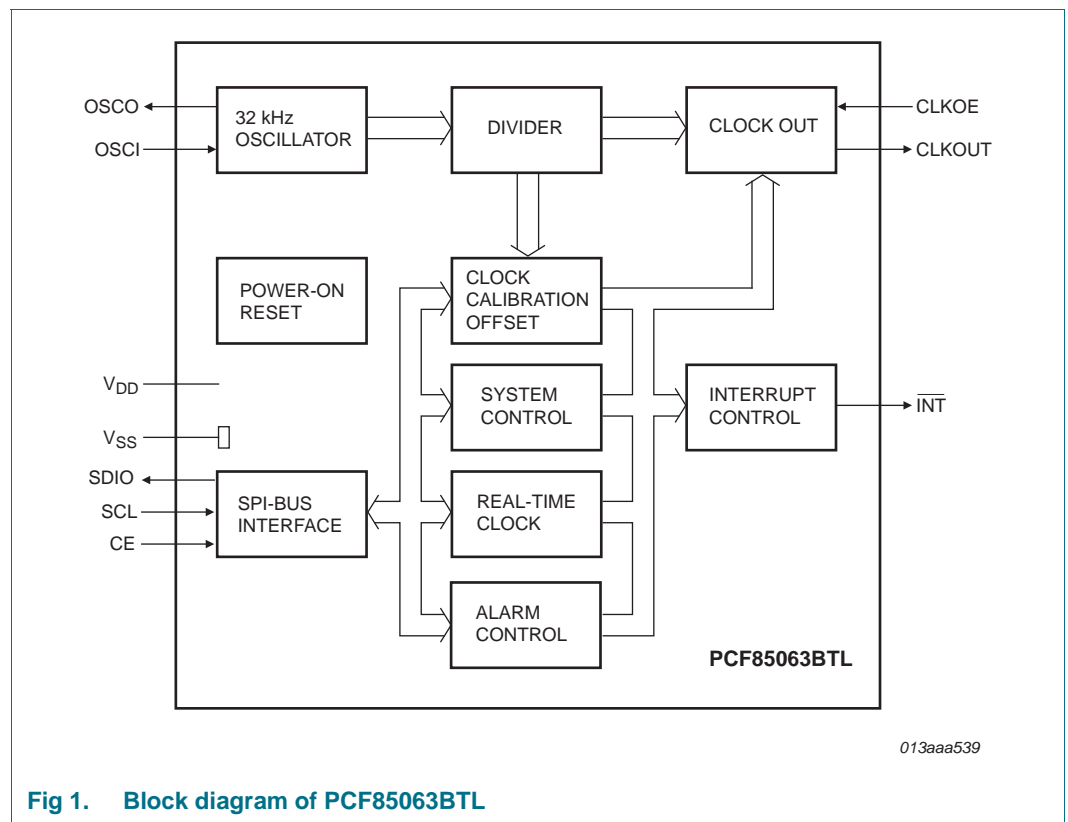 OSCO
OSCI
32 kHz
OSCILLATOR
DIVIDER
CLOCK OUT
CLKOE
CLKOUT
POWER-ON
RESET
CLOCK
CALIBRATION
OFFSET
VDD
VSS
SYSTEM
CONTROL
INTERRUPT
CONTROL
INT
SDIO
SCL
CE
SPI-BUS
INTERFACE
REAL-TIME
CLOCK
ALARM
CONTROL
PCF85063BTL
013aaa539
Fig 1. Block diagram of PCF85063BTL